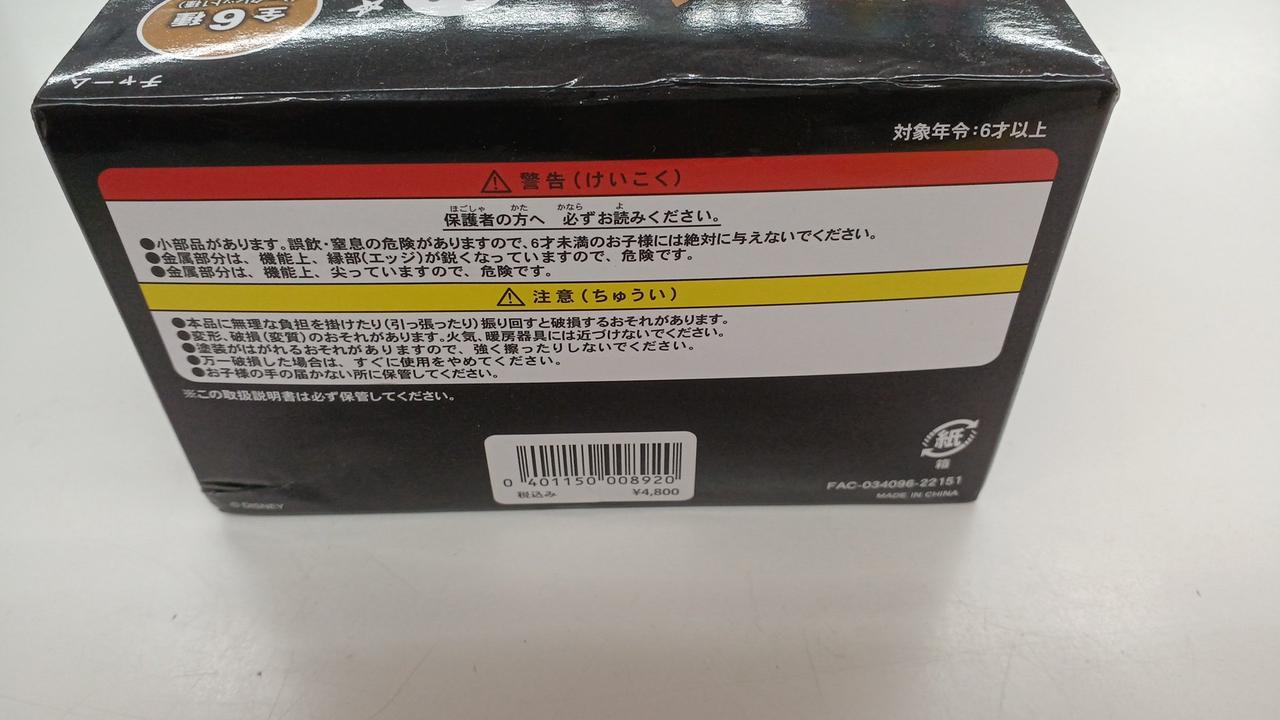 全6種
チャーム
対象年令:6才以上
警告(けいこく)
ほごしゃ かた かなら よ
保護者の方へ 必ずお読みください。
●小部品があります。誤飲・窒息の危険がありますので、6才未満のお子様には絶対に与えないでください。
●金属部分は、機能上、縁部(エッジ)が鋭くなっていますので、危険です。
●金属部分は、機能上、尖っていますので、危険です。
注意(ちゅうい)
●本品に無理な負担を掛けたり(引っ張ったり)振り回すと破損するおそれがあります。
●変形、破損(変質)のおそれがあります。火気、暖房器具には近づけないでください。
●塗装がはがれるおそれがありますので、強く擦ったりしないでください。
●万一破損した場合は、すぐに使用をやめてください。
●お子様の手の届かない所に保管してください。
※この取扱説明書は必ず保管してください。
紙
箱
0 401150 008920
税込み ¥4,800
FAC-034096-22151
MADE IN CHINA
© DISNEY